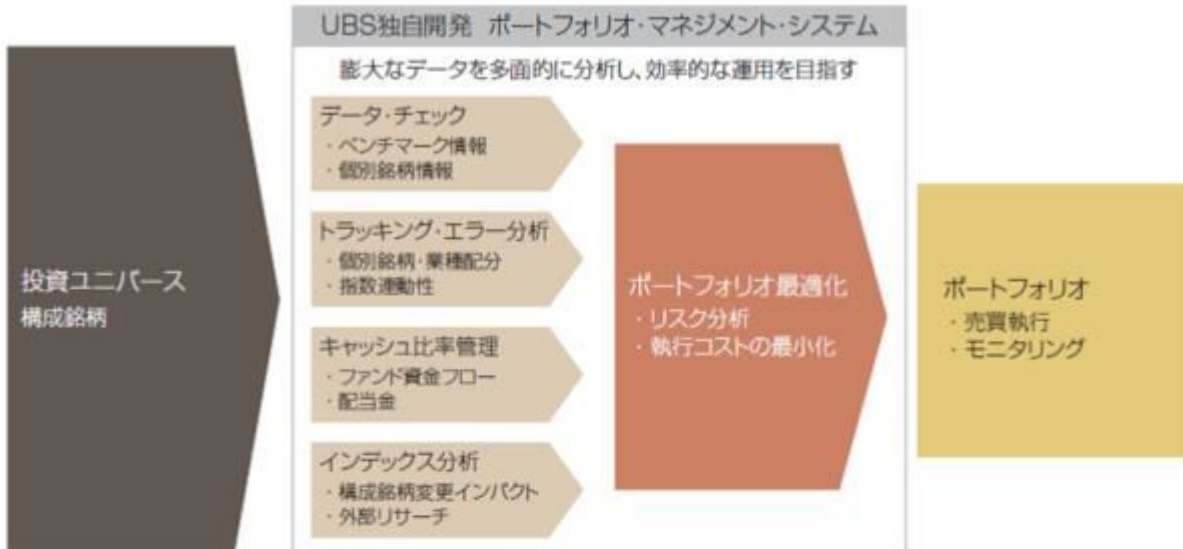 UBS独自開発 ポートフォリオ・マネジメント・システム
膨大なデータを多面的に分析し、効率的な運用を目指す
投資ユニバース
構成銘柄
データ・チェック
・ベンチマーク情報
・個別銘柄情報
トラッキング・エラー分析
・個別銘柄・業種配分
・指数連動性
キャッシュ比率管理
・ファンド資金フロー
・配当金
インデックス分析
・構成銘柄変更インパクト
・外部リサーチ
ポートフォリオ最適化
・リスク分析
・執行コストの最小化
ポートフォリオ
・売買執行
・モニタリング